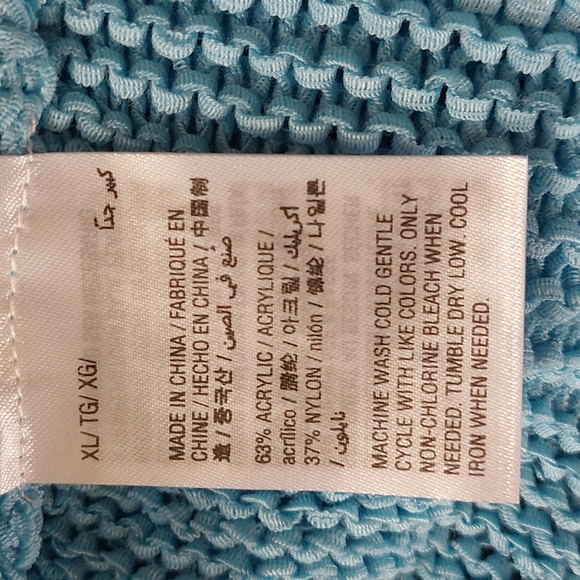 XL/ TG/ XG/
كبير جدًا
MADE IN CHINA / FABRIQUÉ EN
CHINE / HECHO EN CHINA / 中国制
造 / 중국산 / صنع في الصين
63% ACRYLIC / ACRYLIQUE /
acrílico / 腈纶 / 아크릴 / أكريليك
37% NYLON / nilón / 锦纶 / 나일론
/ نايلون
MACHINE WASH COLD GENTLE
CYCLE WITH LIKE COLORS. ONLY
NON-CHLORINE BLEACH WHEN
NEEDED. TUMBLE DRY LOW. COOL
IRON WHEN NEEDED.